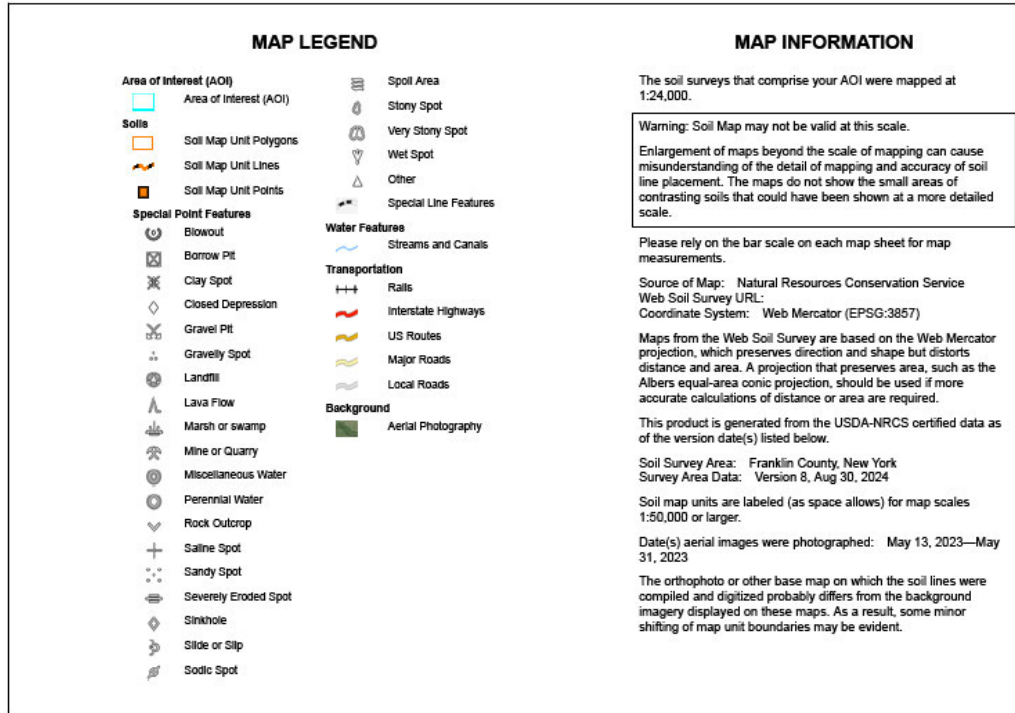 MAP LEGEND
Area of Interest (AOI)
Area of Interest (AOI)
Soils
Soil Map Unit Polygons
Soil Map Unit Lines
Soil Map Unit Points
Special Point Features
Blowout
Borrow Pit
Clay Spot
Closed Depression
Gravel Pit
Gravelly Spot
Landfill
Lava Flow
Marsh or swamp
Mine or Quarry
Miscellaneous Water
Perennial Water
Rock Outcrop
Saline Spot
Sandy Spot
Severely Eroded Spot
Sinkhole
Slide or Slip
Sodic Spot
Spoil Area
Stony Spot
Very Stony Spot
Wet Spot
Other
Special Line Features
Water Features
Streams and Canals
Transportation
Rails
Interstate Highways
US Routes
Major Roads
Local Roads
Background
Aerial Photography
MAP INFORMATION
The soil surveys that comprise your AOI were mapped at
1:24,000.
Warning: Soil Map may not be valid at this scale.
Enlargement of maps beyond the scale of mapping can cause
misunderstanding of the detail of mapping and accuracy of soil
line placement. The maps do not show the small areas of
contrasting soils that could have been shown at a more detailed
scale.
Please rely on the bar scale on each map sheet for map
measurements.
Source of Map: Natural Resources Conservation Service
Web Soil Survey URL:
Coordinate System: Web Mercator (EPSG:3857)
Maps from the Web Soil Survey are based on the Web Mercator
projection, which preserves direction and shape but distorts
distance and area. A projection that preserves area, such as the
Albers equal-area conic projection, should be used if more
accurate calculations of distance or area are required.
This product is generated from the USDA-NRCS certified data as
of the version date(s) listed below.
Soil Survey Area: Franklin County, New York
Survey Area Data: Version 8, Aug 30, 2024
Soil map units are labeled (as space allows) for map scales
1:50,000 or larger.
Date(s) aerial images were photographed: May 13, 2023—May
31, 2023
The orthophoto or other base map on which the soil lines were
compiled and digitized probably differs from the background
imagery displayed on these maps. As a result, some minor
shifting of map unit boundaries may be evident.